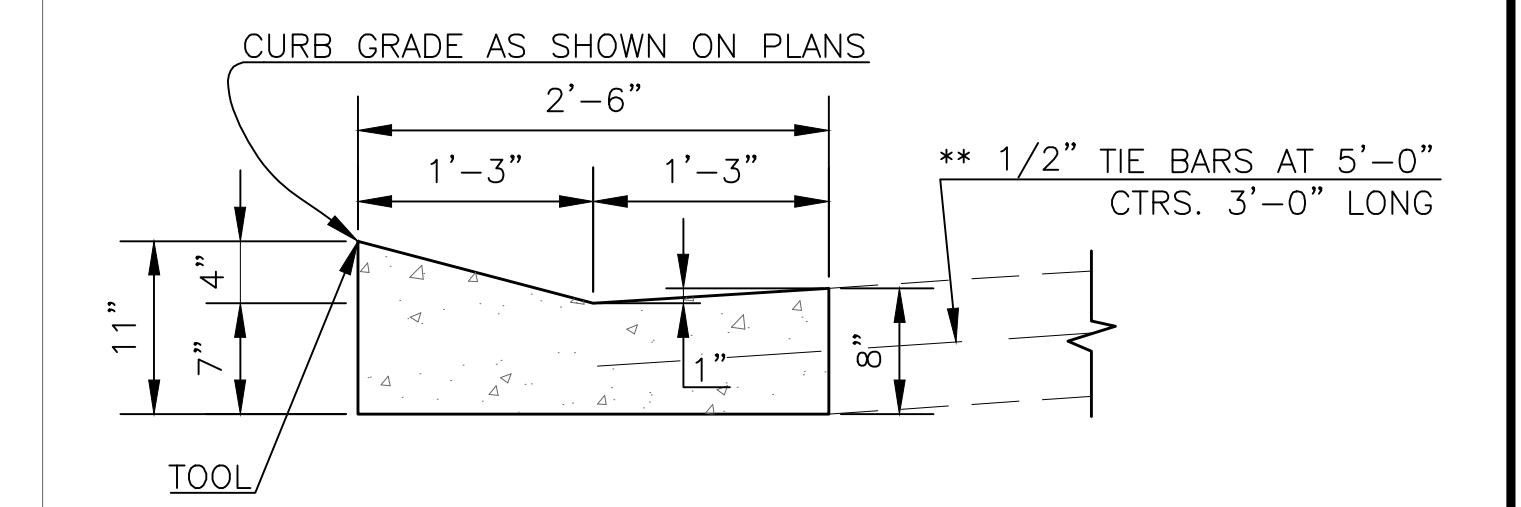 CURB GRADE AS SHOWN ON PLANS
2’-6”
1’-3”
1’-3”
** 1/2” TIE BARS AT 5’-0”
CTRS. 3’-0” LONG
4”
11”
7”
1”
8”
TOOL